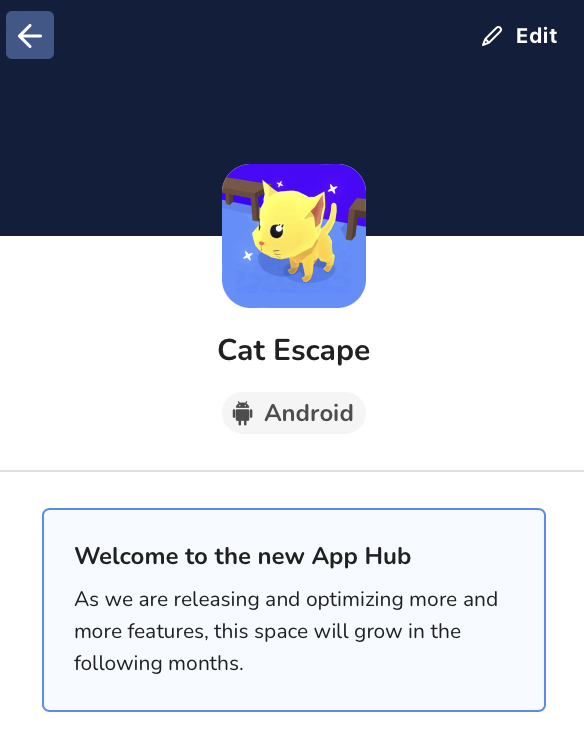 Edit
Cat Escape
Android
Welcome to the new App Hub
As we are releasing and optimizing more and
more features, this space will grow in the
following months.